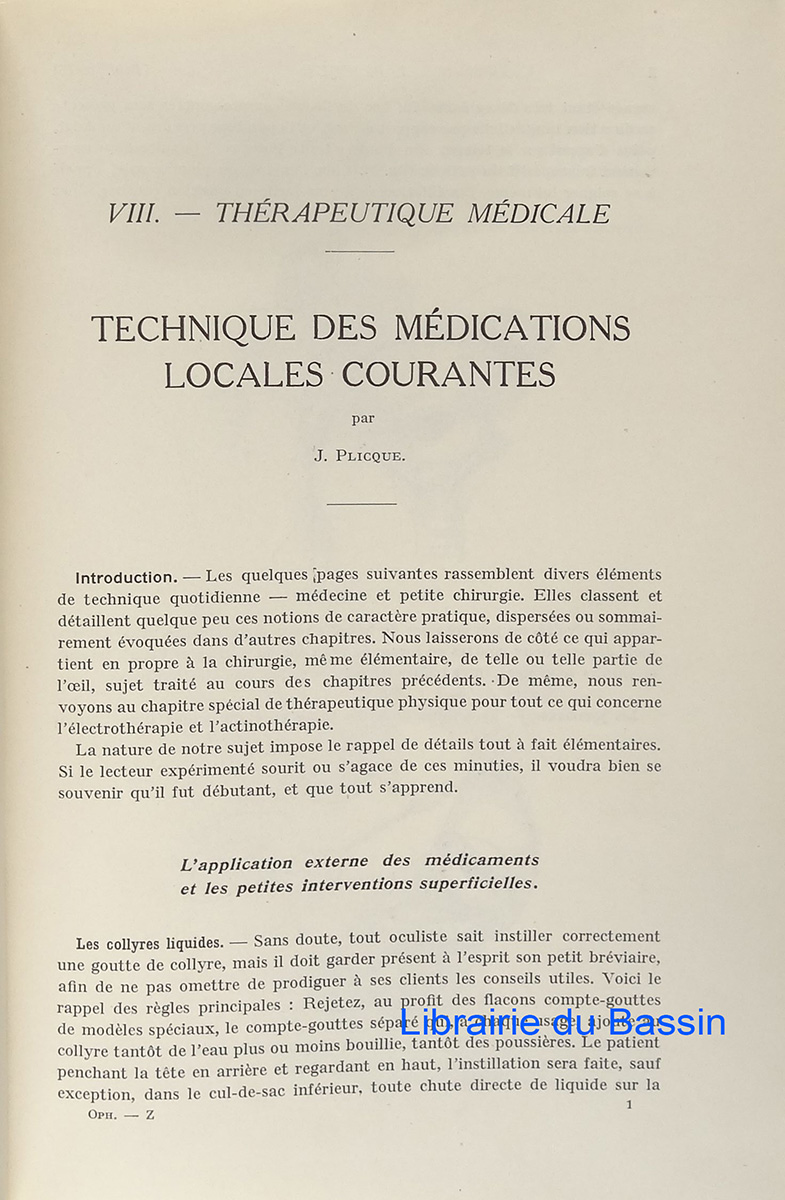 VIII. — THÉRAPEUTIQUE MÉDICALE
TECHNIQUE DES MÉDICATIONS
LOCALES COURANTES
par
J. PLICQUE.
Introduction. — Les quelques [pages suivantes rassemblent divers éléments
de technique quotidienne — médecine et petite chirurgie. Elles classent et
détaillent quelque peu ces notions de caractère pratique, dispersées ou sommai-
rement évoquées dans d'autres chapitres. Nous laisserons de côté ce qui appar-
tient en propre à la chirurgie, même élémentaire, de telle ou telle partie de
l'œil, sujet traité au cours des chapitres précédents. De même, nous ren-
voyons au chapitre spécial de thérapeutique physique pour tout ce qui concerne
l'électrothérapie et l'actinothérapie.
La nature de notre sujet impose le rappel de détails tout à fait élémentaires.
Si le lecteur expérimenté sourit ou s'agace de ces minuties, il voudra bien se
souvenir qu'il fut débutant, et que tout s'apprend.
L'application externe des médicaments
et les petites interventions superficielles.
Les collyres liquides. — Sans doute, tout oculiste sait instiller correctement
une goutte de collyre, mais il doit garder présent à l'esprit son petit bréviaire,
afin de ne pas omettre de prodiguer à ses clients les conseils utiles. Voici le
rappel des règles principales : Rejetez, au profit des flacons compte-gouttes
de modèles spéciaux, le compte-gouttes séparé qui, à chaque usage,
Librairie du Bassin
collyre tantôt de l'eau plus ou moins bouillie, tantôt des poussières. Le patient
penchant la tête en arrière et regardant en haut, l'instillation sera faite, sauf
exception, dans le cul-de-sac inférieur, toute chute directe de liquide sur la
OPH. — Z
1